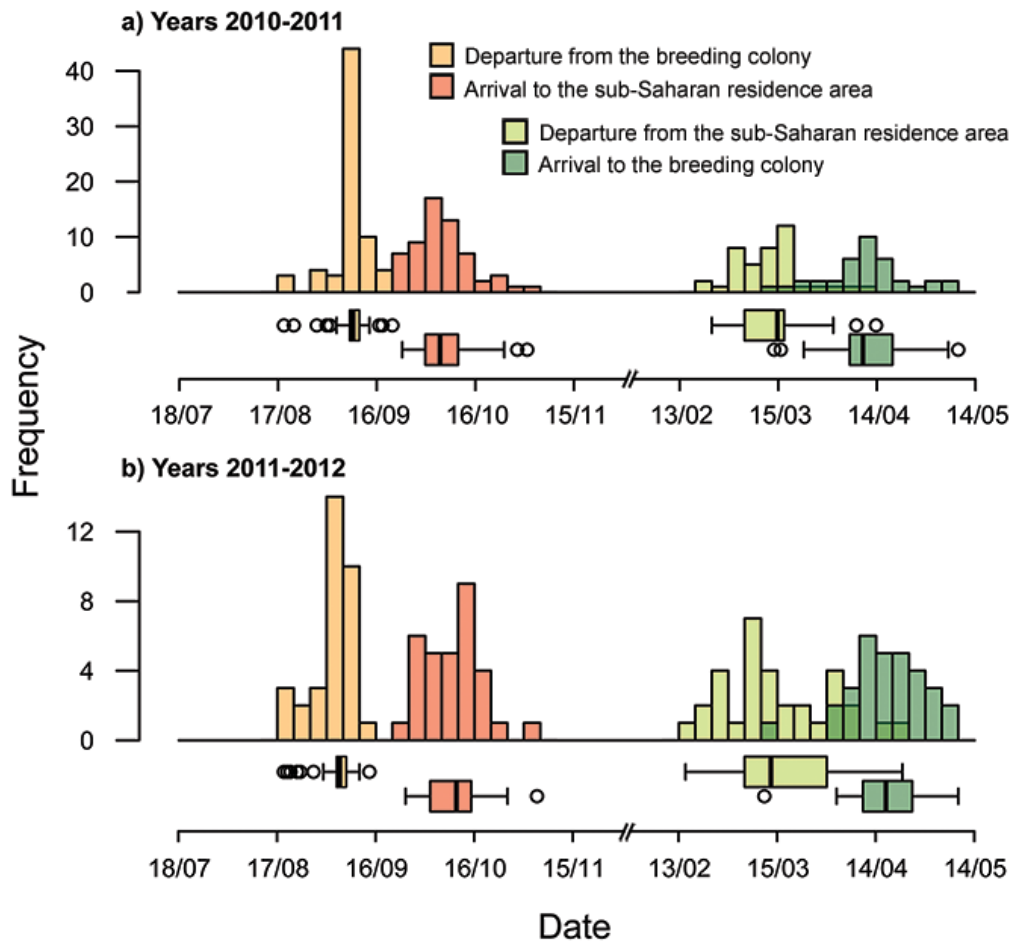 a) Years 2010-2011
Departure from the breeding colony
Arrival to the sub-Saharan residence area
Departure from the sub-Saharan residence area
Arrival to the breeding colony
40
30
20
10
0
18/07 17/08 16/09 16/10 15/11 13/02 15/03 14/04 14/05
Frequency
b) Years 2011-2012
12
8
4
0
18/07 17/08 16/09 16/10 15/11 13/02 15/03 14/04 14/05
Date